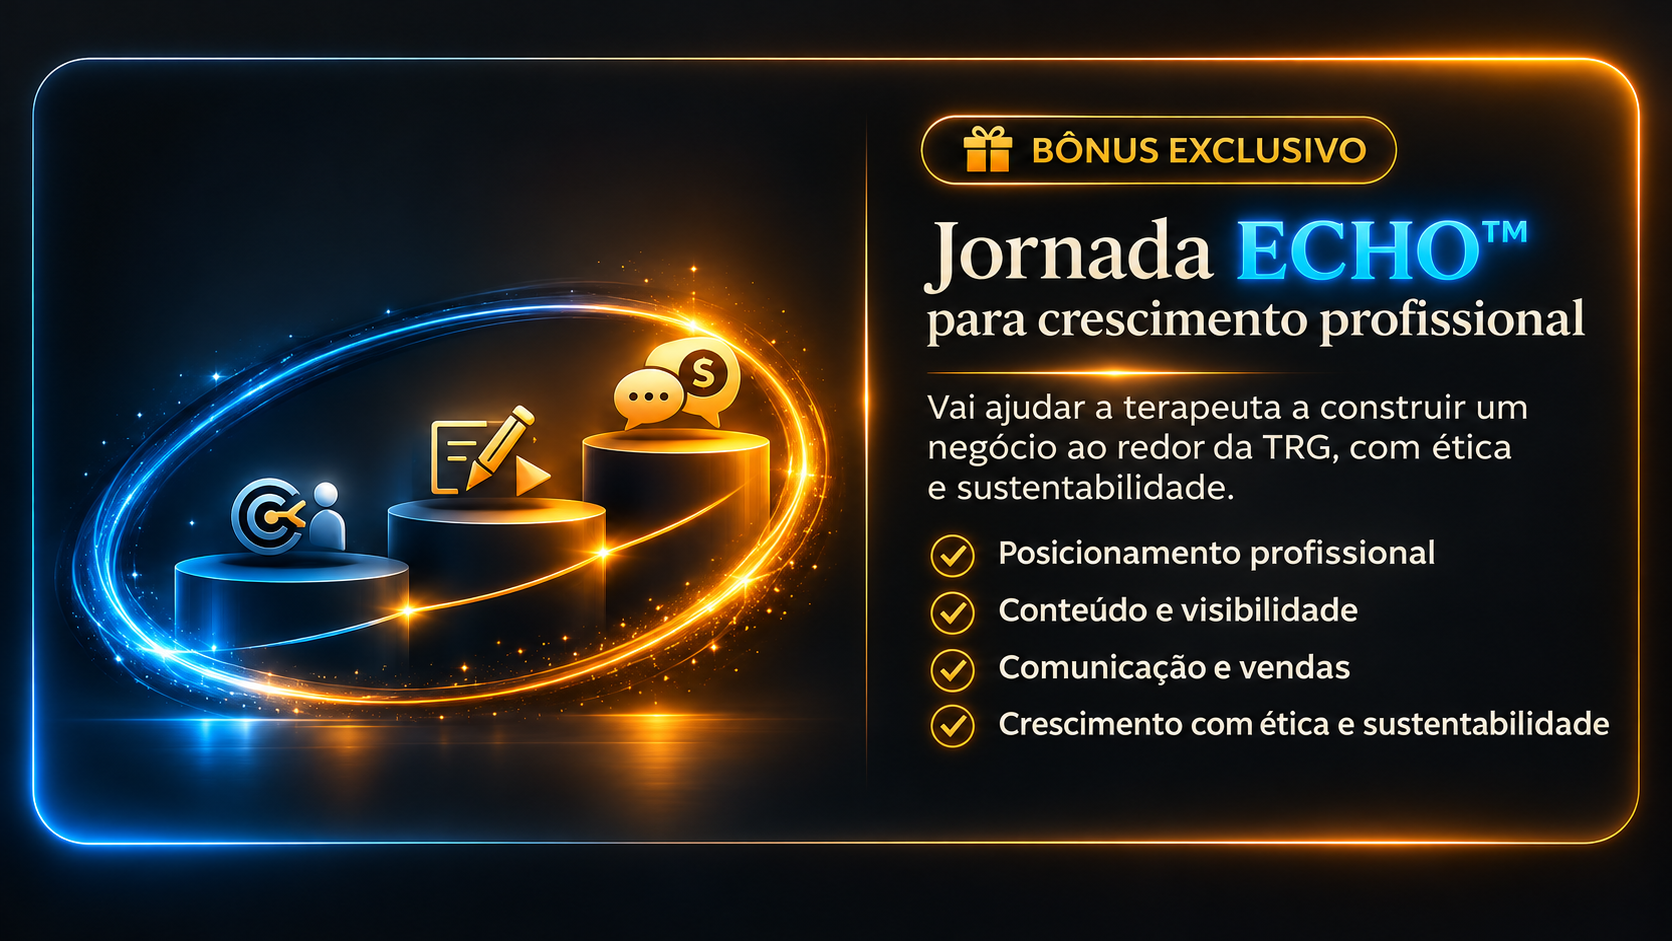 BÔNUS EXCLUSIVO
Jornada ECHO™
para crescimento profissional
Vai ajudar a terapeuta a construir um
negócio ao redor da TRG, com ética
e sustentabilidade.
Posicionamento profissional
Conteúdo e visibilidade
Comunicação e vendas
Crescimento com ética e sustentabilidade
$